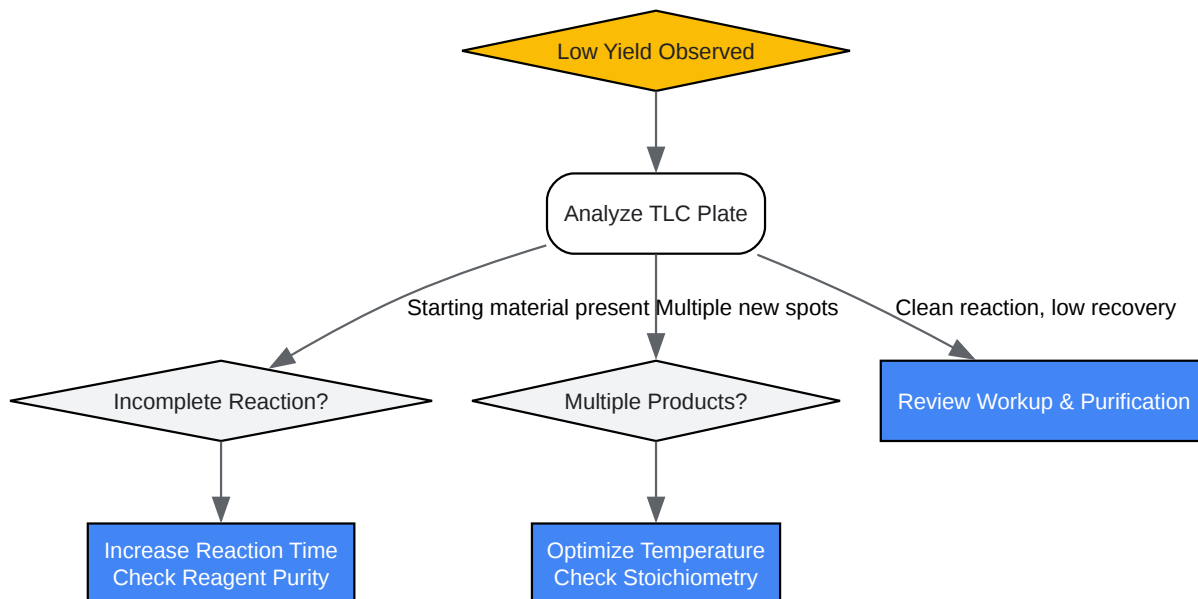 Low Yield Observed
Analyze TLC Plate
Starting material present
Multiple new spots
Clean reaction, low recovery
Incomplete Reaction?
Multiple Products?
Review Workup & Purification
Increase Reaction Time
Check Reagent Purity
Optimize Temperature
Check Stoichiometry